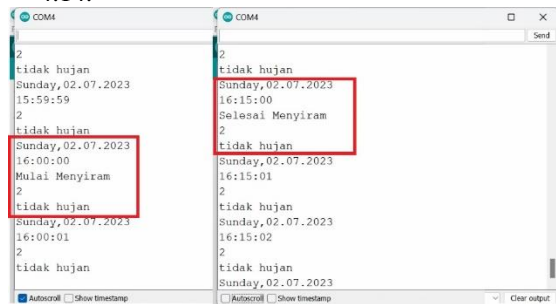 COM4
2
tidak hujan
Sunday,02.07.2023
15:59:59
2
tidak hujan
Sunday,02.07.2023
16:00:00
Mulai Menyiram
2
tidak hujan
Sunday,02.07.2023
16:00:01
2
tidak hujan
Autoscroll Show timestamp
COM4
Send
2
tidak hujan
Sunday,02.07.2023
16:15:00
Selesai Menyiram
2
tidak hujan
Sunday,02.07.2023
16:15:01
2
tidak hujan
Sunday,02.07.2023
16:15:02
2
tidak hujan
Sunday,02.07.2023
Autoscroll Show timestamp
Clear output